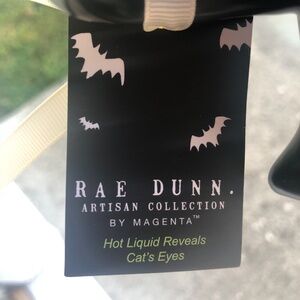 RAE DUNN.
ARTISAN COLLECTION
BY MAGENTA™
Hot Liquid Reveals
Cat's Eyes